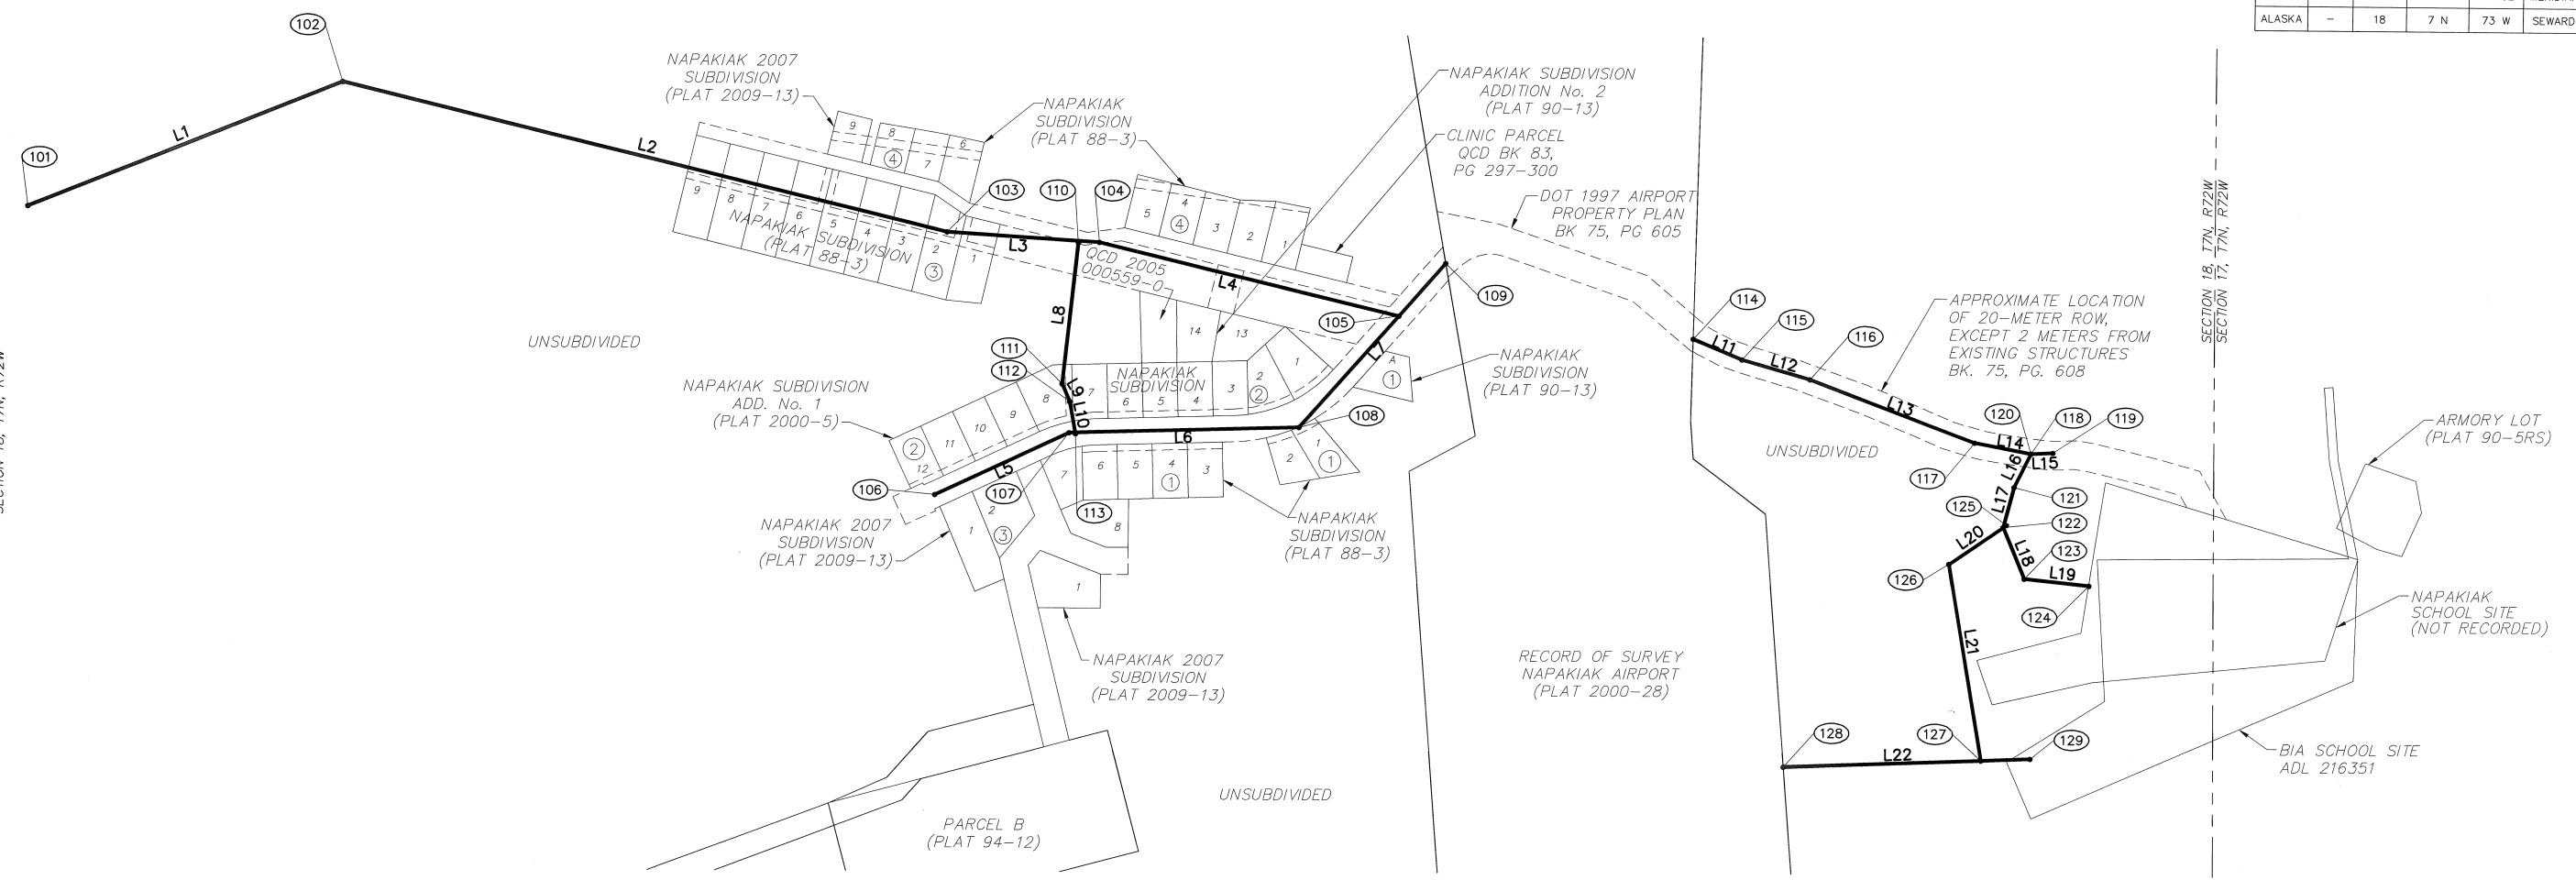 ALASKA - 18 7 N 73 W SEWARD
102
101
L1
L2
NAPAKIAK 2007
SUBDIVISION
(PLAT 2009-13)
NAPAKIAK
SUBDIVISION
(PLAT 88-3)
NAPAKIAK SUBDIVISION
ADDITION No. 2
(PLAT 90-13)
CLINIC PARCEL
QCD BK 83,
PG 297-300
DOT 1997 AIRPORT
PROPERTY PLAN
BK 75, PG 605
9
8
4
7
6
5
4
4
3
2
1
103
110
104
9
8
7
6
5
4
3
2
3
1
NAPAKIAK SUBDIVISION
(PLAT 88-3)
L3
QCD 2005
000559-0
L4
L8
105
109
L7
14
13
1
A
1
NAPAKIAK
SUBDIVISION
(PLAT 90-13)
UNSUBDIVIDED
111
112
L9
L10
NAPAKIAK
SUBDIVISION
7
6
5
4
3
2
2
8
9
10
11
12
2
NAPAKIAK SUBDIVISION
ADD. No. 1
(PLAT 2000-5)
108
L6
L5
106
107
113
7
6
5
4
1
3
2
1
1
8
1
2
3
1
NAPAKIAK 2007
SUBDIVISION
(PLAT 2009-13)
NAPAKIAK
SUBDIVISION
(PLAT 88-3)
NAPAKIAK 2007
SUBDIVISION
(PLAT 2009-13)
PARCEL B
(PLAT 94-12)
UNSUBDIVIDED
RECORD OF SURVEY
NAPAKIAK AIRPORT
(PLAT 2000-28)
114
115
116
L11
L12
L13
APPROXIMATE LOCATION
OF 20-METER ROW,
EXCEPT 2 METERS FROM
EXISTING STRUCTURES
BK. 75, PG. 608
SECTION 18, T7N, R72W
SECTION 17, T7N, R72W
UNSUBDIVIDED
120
118
119
117
L14
L15
L16
L17
121
125
122
L20
L18
123
L19
126
124
L21
128
127
129
L22
ARMORY LOT
(PLAT 90-5RS)
NAPAKIAK
SCHOOL SITE
(NOT RECORDED)
BIA SCHOOL SITE
ADL 216351